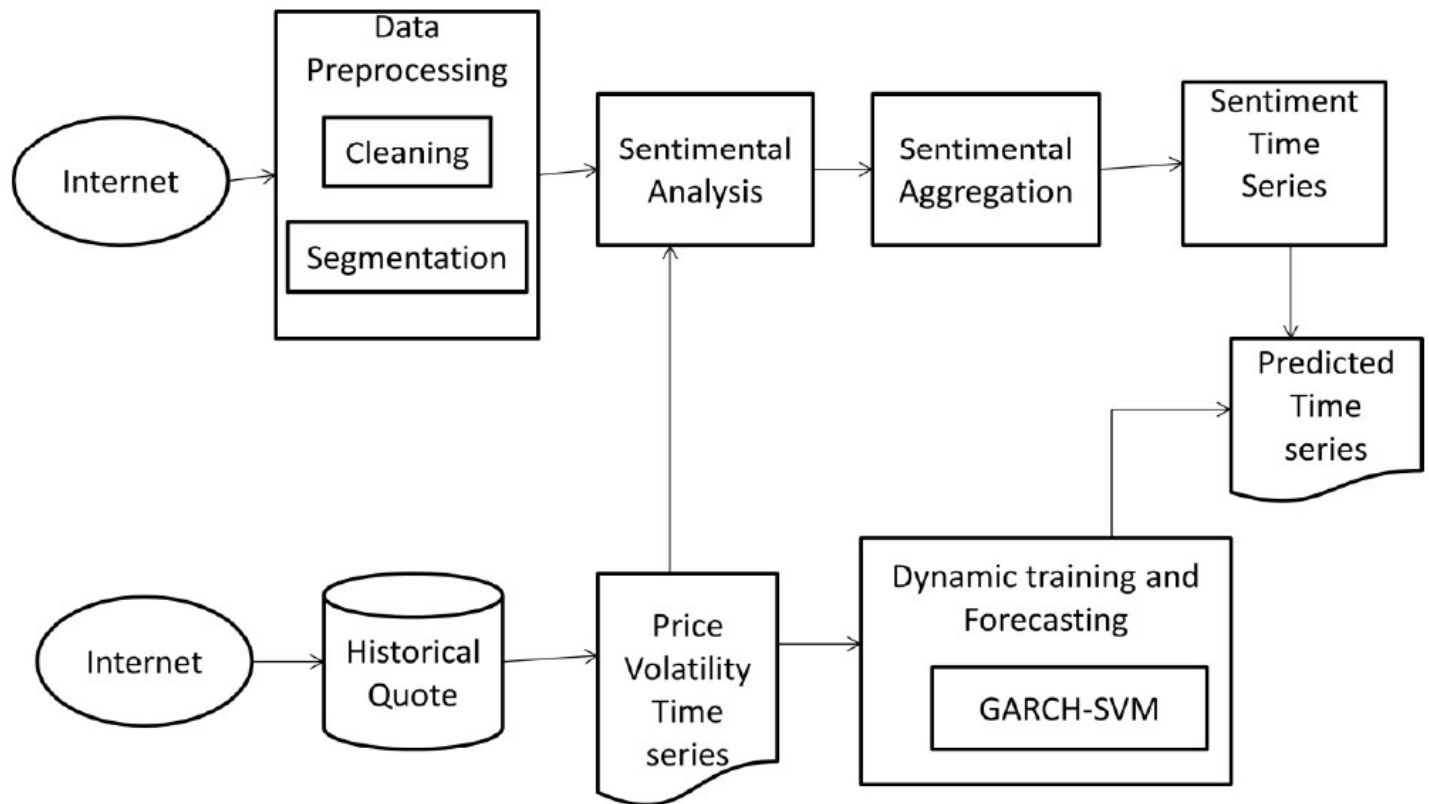 Data
Preprocessing
Cleaning
Segmentation
Internet
Sentimental
Analysis
Sentimental
Aggregation
Sentiment
Time
Series
Predicted
Time
series
Internet
Historical
Quote
Price
Volatility
Time
series
Dynamic training and
Forecasting
GARCH-SVM